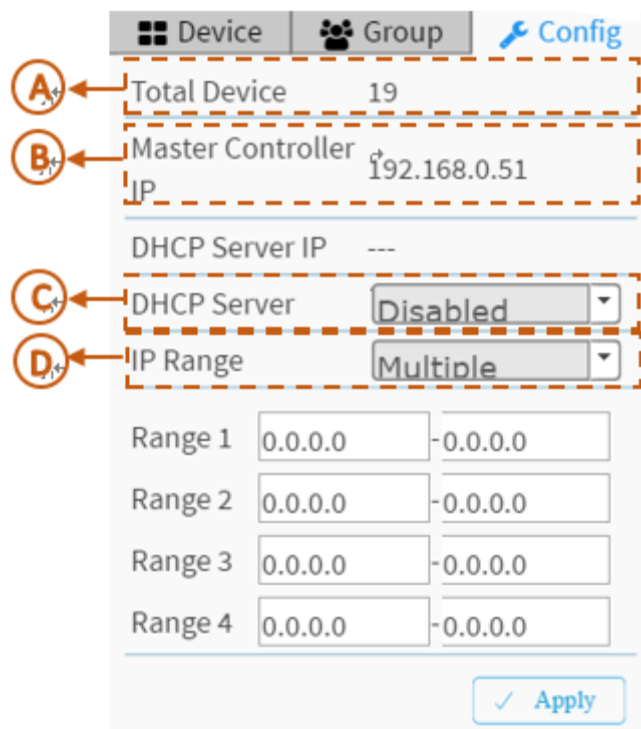 Device Group Config
A Total Device 19
B Master Controller
IP 192.168.0.51
DHCP Server IP ---
C DHCP Server Disabled
D IP Range Multiple
Range 1 0.0.0.0 -0.0.0.0
Range 2 0.0.0.0 -0.0.0.0
Range 3 0.0.0.0 -0.0.0.0
Range 4 0.0.0.0 -0.0.0.0
Apply